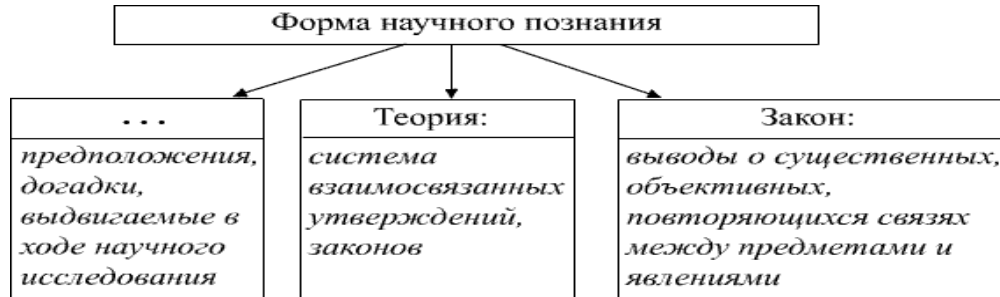 Форма научного познания
...
предположения,
догадки,
выдвигаемые в
ходе научного
исследования
Теория:
система
взаимосвязанных
утверждений,
законов
Закон:
выводы о существенных,
объективных,
повторяющихся связях
между предметами и
явлениями